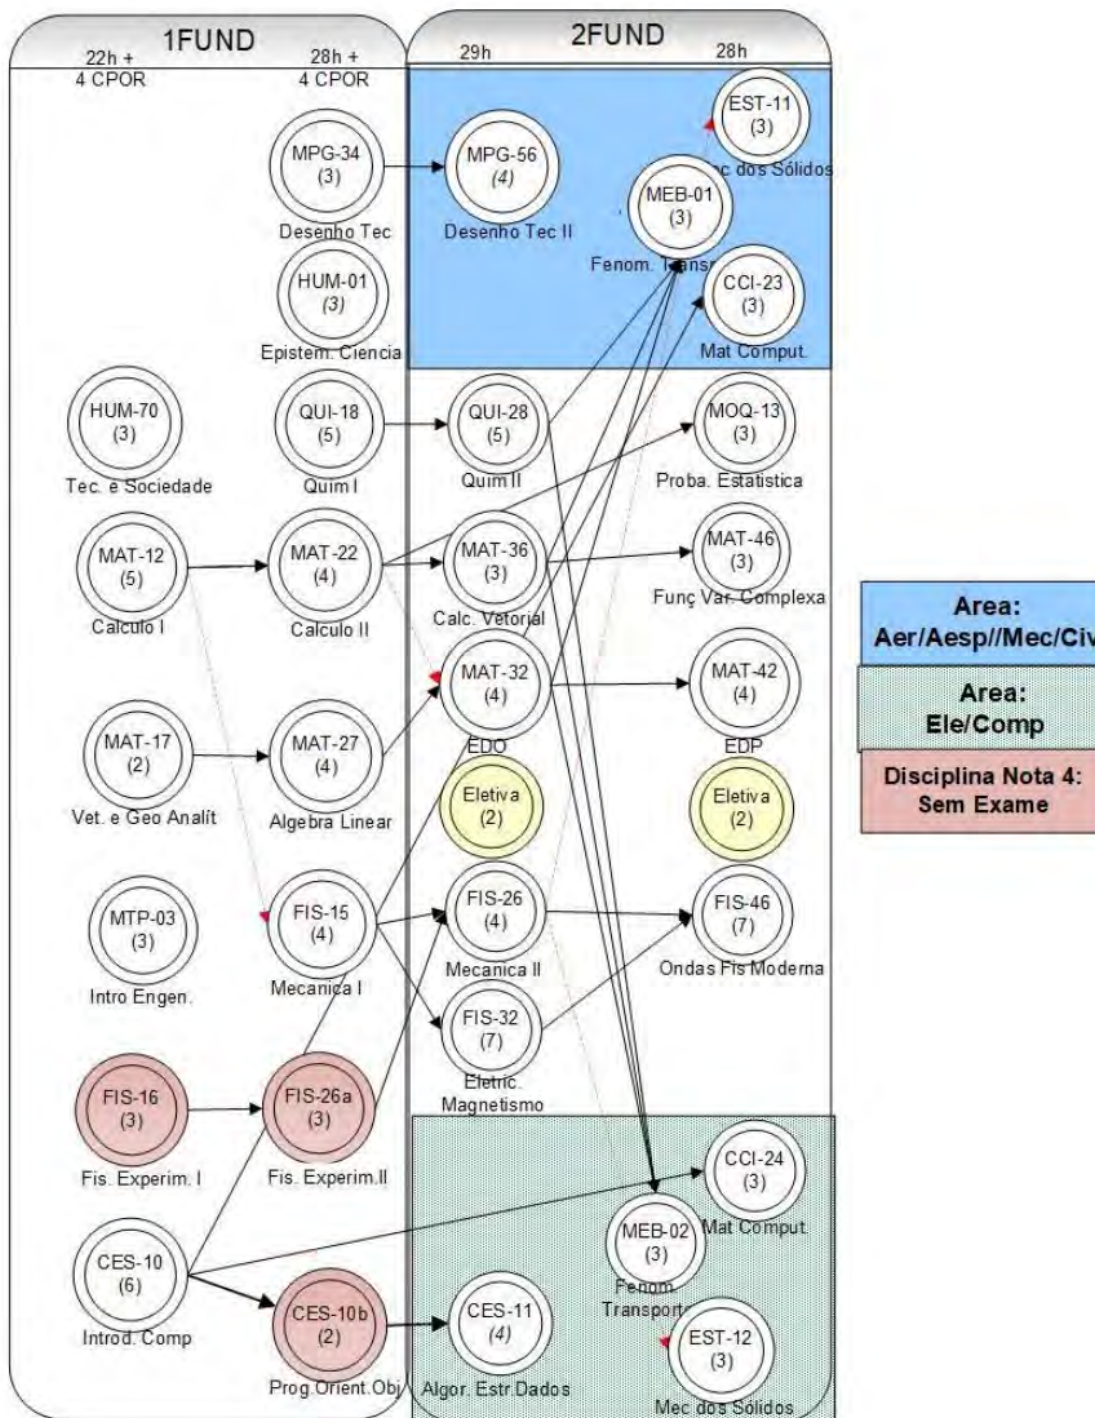 1FUND
22h +
4 CPOR
28h +
4 CPOR
2FUND
29h
28h
MPG-34
(3)
Desenho Tec
MPG-56
(4)
Desenho Tec II
EST-11
(3)
ec dos Sólidos
MEB-01
(3)
Fenom. Transp
HUM-01
(3)
Epistem. Ciencia
CCI-23
(3)
Mat Comput.
HUM-70
(3)
Tec. e Sociedade
QUI-18
(5)
Quim I
QUI-28
(5)
Quim II
MOQ-13
(3)
Proba. Estatistica
MAT-12
(5)
Calculo I
MAT-22
(4)
Calculo II
MAT-36
(3)
Calc. Vetorial
MAT-46
(3)
Funç Var. Complexa
MAT-32
(4)
EDO
MAT-42
(4)
EDP
MAT-17
(2)
Vet. e Geo Analít
MAT-27
(4)
Algebra Linear
Eletiva
(2)
Eletiva
(2)
MTP-03
(3)
Intro Engen.
FIS-15
(4)
Mecanica I
FIS-26
(4)
Mecanica II
FIS-46
(7)
Ondas Fis Moderna
FIS-32
(7)
Eletric.
Magnetismo
FIS-16
(3)
Fis. Experim. I
FIS-26a
(3)
Fis. Experim.II
CCI-24
(3)
Mat Comput.
MEB-02
(3)
Fenom.
Transporte
CES-10
(6)
Introd. Comp
CES-10b
(2)
Prog.Orient.Obj
CES-11
(4)
Algor. Estr.Dados
EST-12
(3)
Mec dos Sólidos
Area:
Aer/Aesp//Mec/Civ
Area:
Ele/Comp
Disciplina Nota 4:
Sem Exame